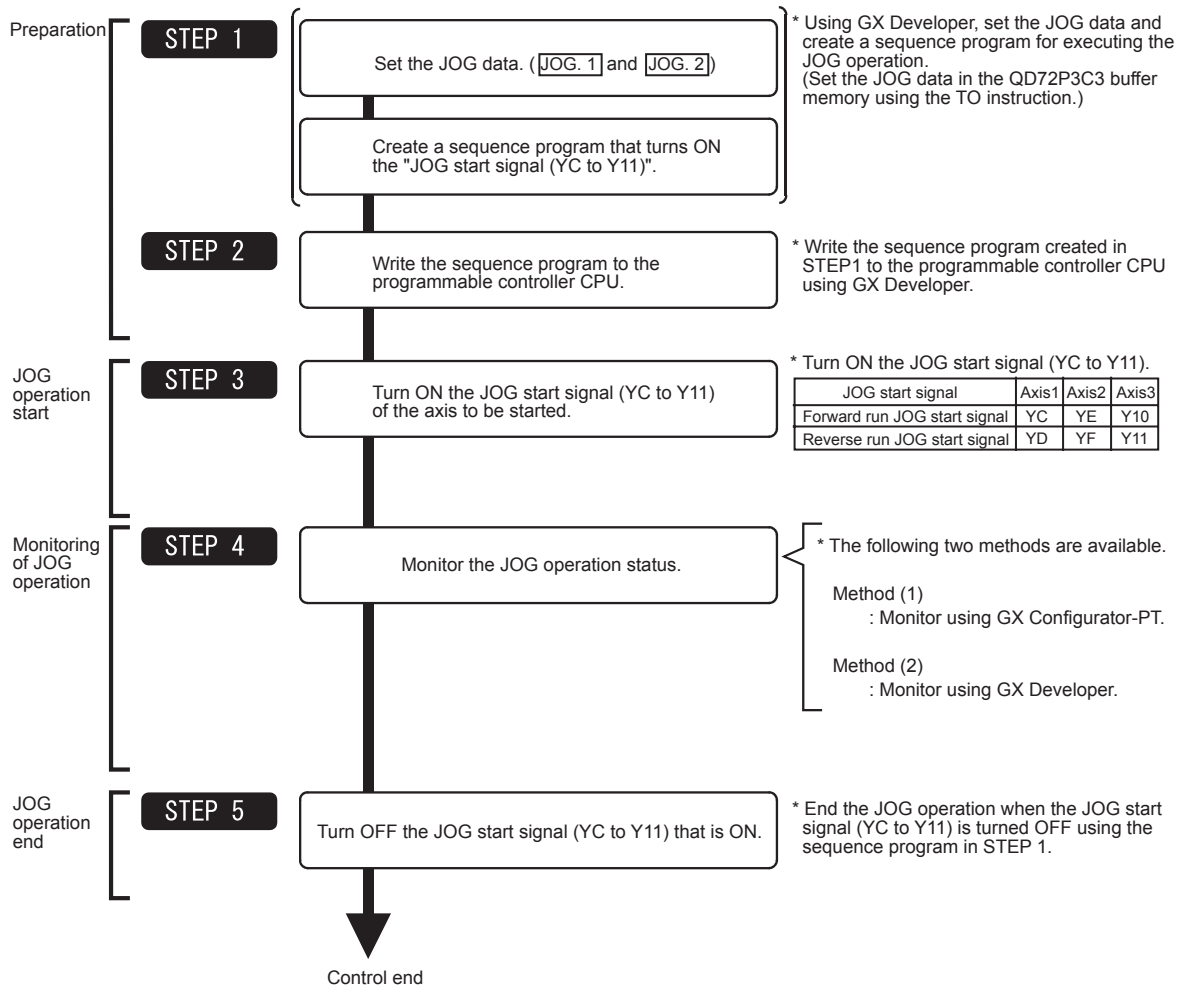 Preparation
STEP 1
Set the JOG data. ( JOG. 1 and JOG. 2 )
* Using GX Developer, set the JOG data and
create a sequence program for executing the
JOG operation.
(Set the JOG data in the QD72P3C3 buffer
memory using the TO instruction.)
Create a sequence program that turns ON
the "JOG start signal (YC to Y11)".
STEP 2
Write the sequence program to the
programmable controller CPU.
* Write the sequence program created in
STEP1 to the programmable controller CPU
using GX Developer.
JOG
operation
start
STEP 3
Turn ON the JOG start signal (YC to Y11)
of the axis to be started.
* Turn ON the JOG start signal (YC to Y11).
JOG start signal Axis1 Axis2 Axis3
Forward run JOG start signal YC YE Y10
Reverse run JOG start signal YD YF Y11
Monitoring
of JOG
operation
STEP 4
Monitor the JOG operation status.
* The following two methods are available.
Method (1)
: Monitor using GX Configurator-PT.
Method (2)
: Monitor using GX Developer.
JOG
operation
end
STEP 5
Turn OFF the JOG start signal (YC to Y11) that is ON.
* End the JOG operation when the JOG start
signal (YC to Y11) is turned OFF using the
sequence program in STEP 1.
Control end